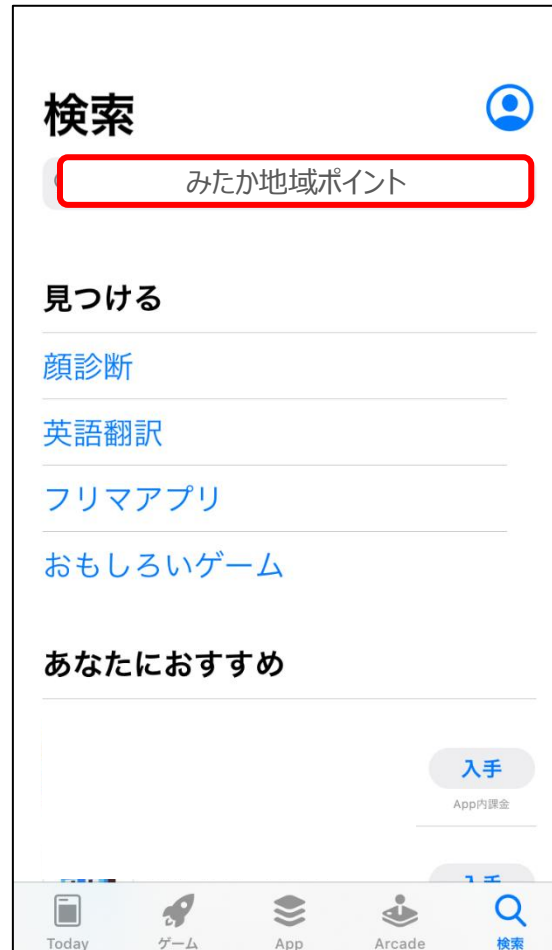 検索
みたか地域ポイント
見つける
顔診断
英語翻訳
フリマアプリ
おもしろいゲーム
あなたにおすすめ
入手
App内課金
入手
Today ゲーム App Arcade 検索